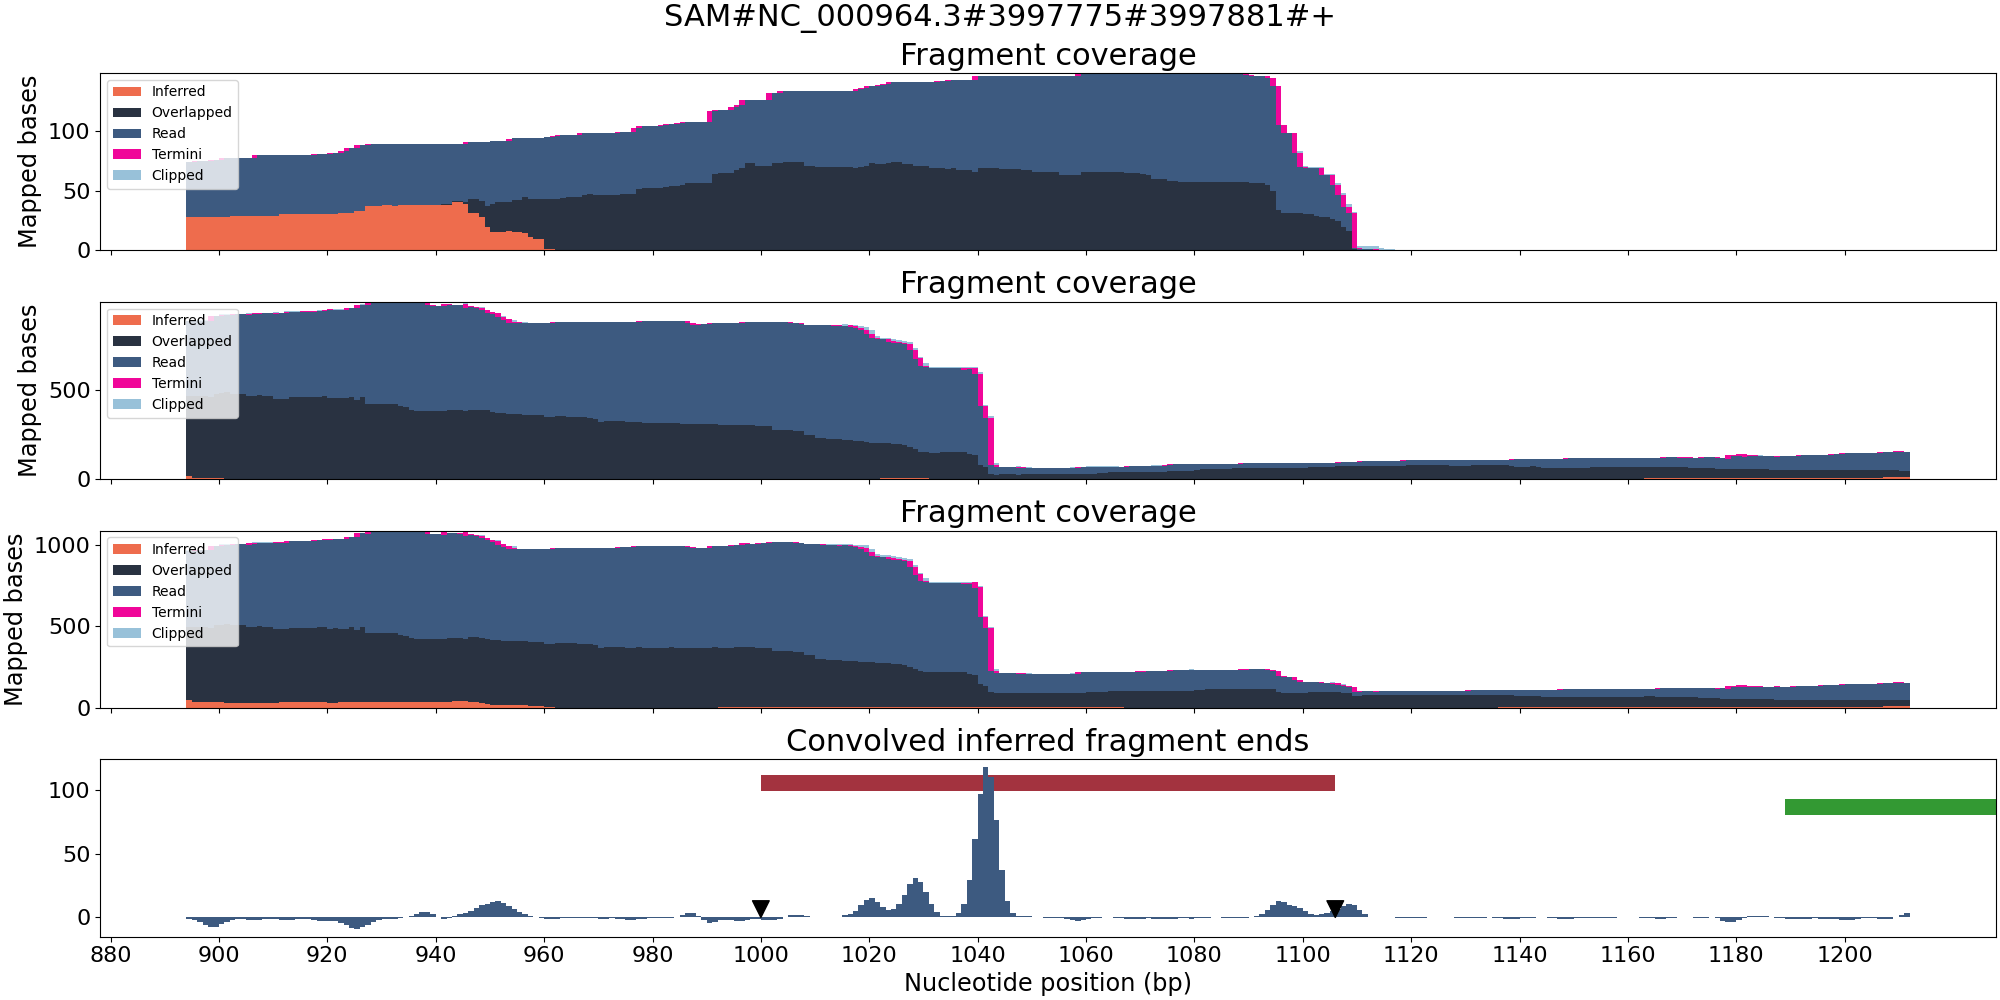 SAM#NC_000964.3#3997775#3997881#+
Fragment coverage
Mapped bases
100
50
0
Inferred
Overlapped
Read
Termini
Clipped
Fragment coverage
Mapped bases
500
0
Inferred
Overlapped
Read
Termini
Clipped
Fragment coverage
Mapped bases
1000
500
0
Inferred
Overlapped
Read
Termini
Clipped
Convolved inferred fragment ends
100
50
0
880 900 920 940 960 980 1000 1020 1040 1060 1080 1100 1120 1140 1160 1180 1200
Nucleotide position (bp)